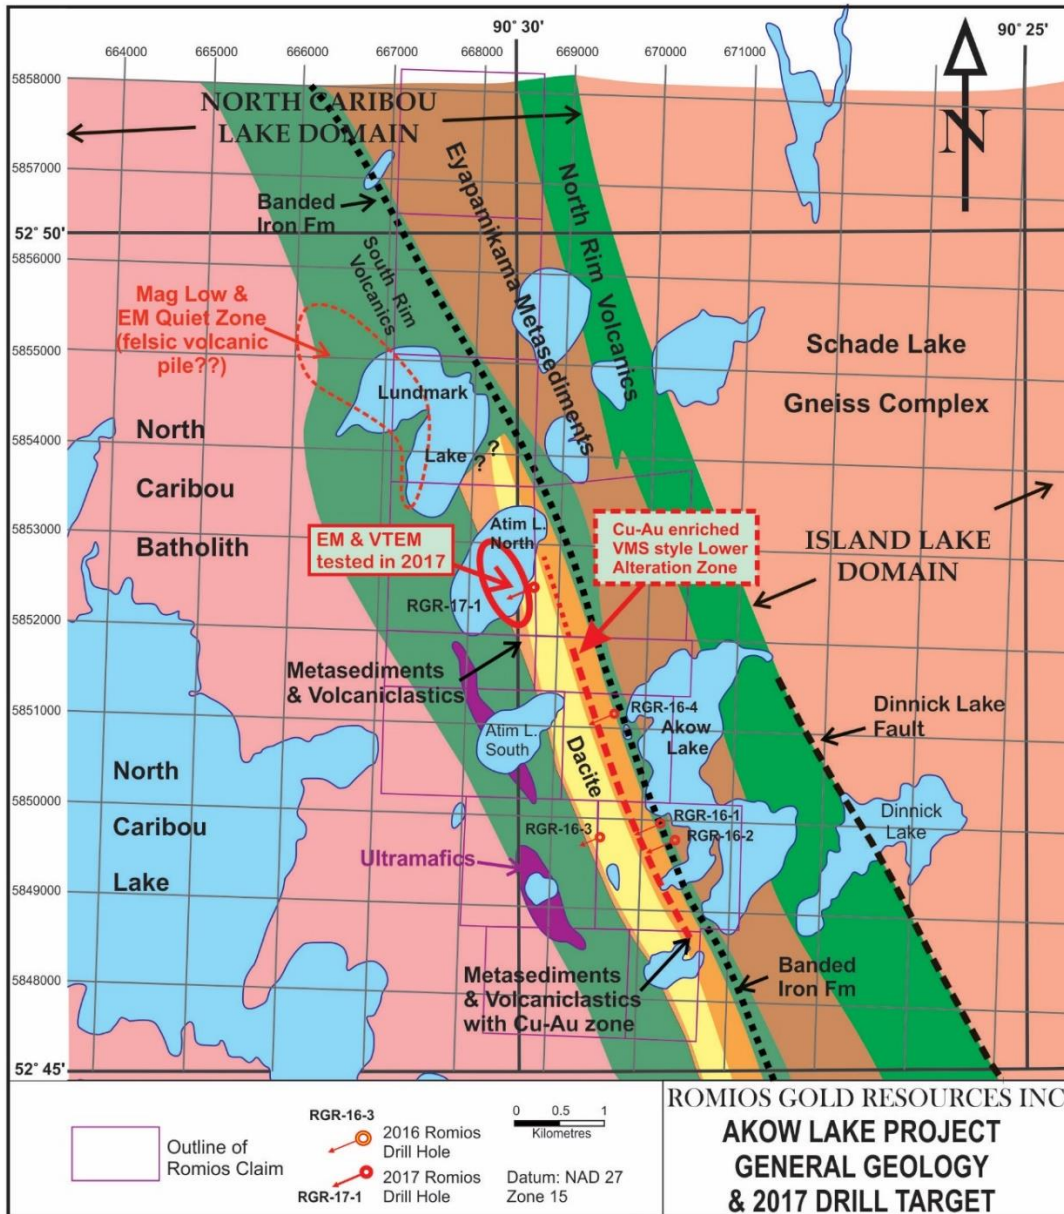 90° 30'
90° 25'
664000
665000
666000
667000
668000
669000
670000
671000
5858000
5857000
52° 50'
5856000
5855000
5854000
5853000
5852000
5851000
5850000
5849000
5848000
52° 45'
NORTH CARIBOU
LAKE DOMAIN
N
Banded
Iron Fm
South Rim
Volcanics
Eyapamikama Metasediments
North Rim Volcanics
Mag Low &
EM Quiet Zone
(felsic volcanic
pile??)
Schade Lake
Gneiss Complex
Lundmark
Lake
? ?
North
Caribou
Batholith
Atim L.
North
EM & VTEM
tested in 2017
Cu-Au enriched
VMS style Lower
Alteration Zone
ISLAND LAKE
DOMAIN
RGR-17-1
Metasediments
& Volcaniclastics
RGR-16-4
Akow
Lake
Dinnick Lake
Fault
Atim L.
South
Dacite
North
Caribou
Lake
RGR-16-3
RGR-16-1
RGR-16-2
Dinnick
Lake
Ultramafics
Metasediments
& Volcaniclastics
with Cu-Au zone
Banded
Iron Fm
Outline of
Romios Claim
RGR-16-3
2016 Romios
Drill Hole
2017 Romios
Drill Hole
RGR-17-1
0 0.5 1
Kilometres
Datum: NAD 27
Zone 15
ROMIOS GOLD RESOURCES INC
AKOW LAKE PROJECT
GENERAL GEOLOGY
& 2017 DRILL TARGET